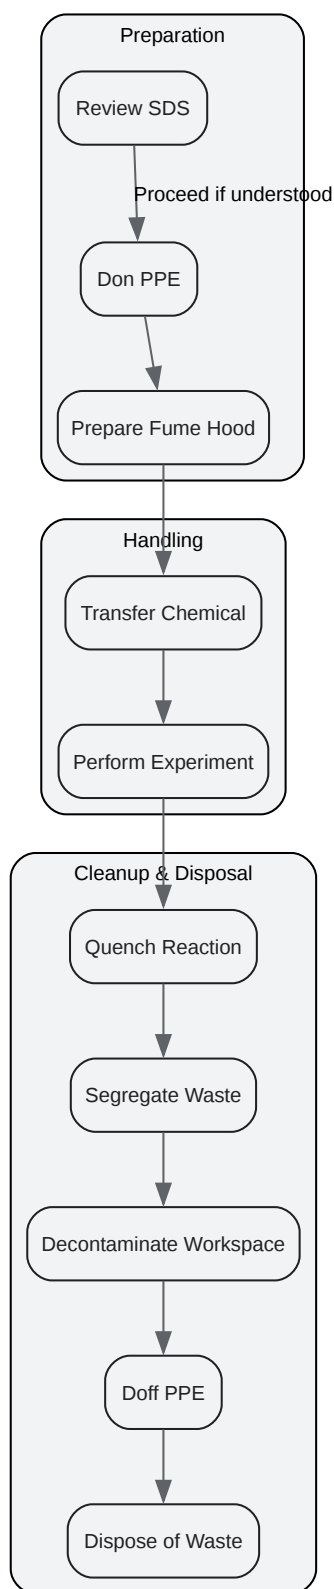 Preparation
Review SDS
Proceed if understood
Don PPE
Prepare Fume Hood
Handling
Transfer Chemical
Perform Experiment
Cleanup & Disposal
Quench Reaction
Segregate Waste
Decontaminate Workspace
Doff PPE
Dispose of Waste